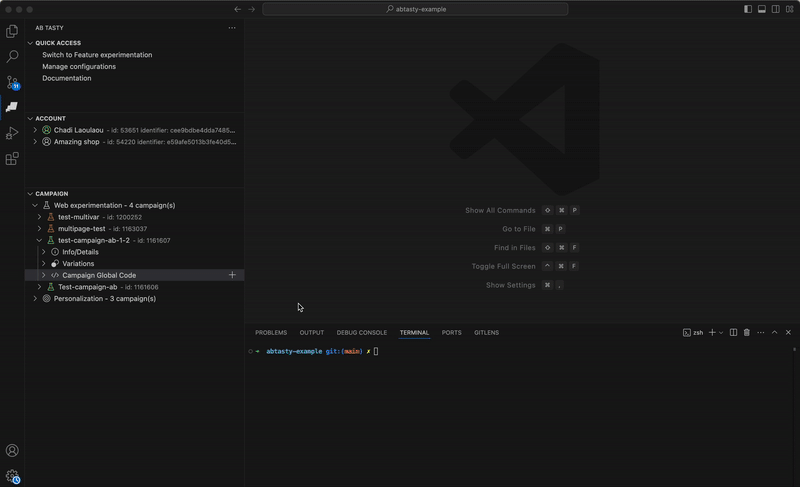 abtasty-example
AB TASTY
QUICK ACCESS
Switch to Feature experimentation
Manage configurations
Documentation
11
ACCOUNT
Chadi Laoulaou - id: 53651 identifier: cee9bdbe4dda7485...
Amazing shop - id: 54220 identifier: e59afe5013b3fe40d5...
CAMPAIGN
Web experimentation - 4 campaign(s)
test-multivar - id: 1200252
multipage-test - id: 1163037
test-campaign-ab-1-2 - id: 1161607
Info/Details
Variations
Campaign Global Code
Test-campaign-ab - id: 1161606
Personalization - 3 campaign(s)
Show All Commands ⇧ ⌘ P
Go to File ⌘ P
Find in Files ⇧ ⌘ F
Toggle Full Screen ^ ⌘ F
Show Settings ⌘ ,
PROBLEMS OUTPUT DEBUG CONSOLE TERMINAL PORTS GITLENS zsh
abtasty-example git:(main) ✗